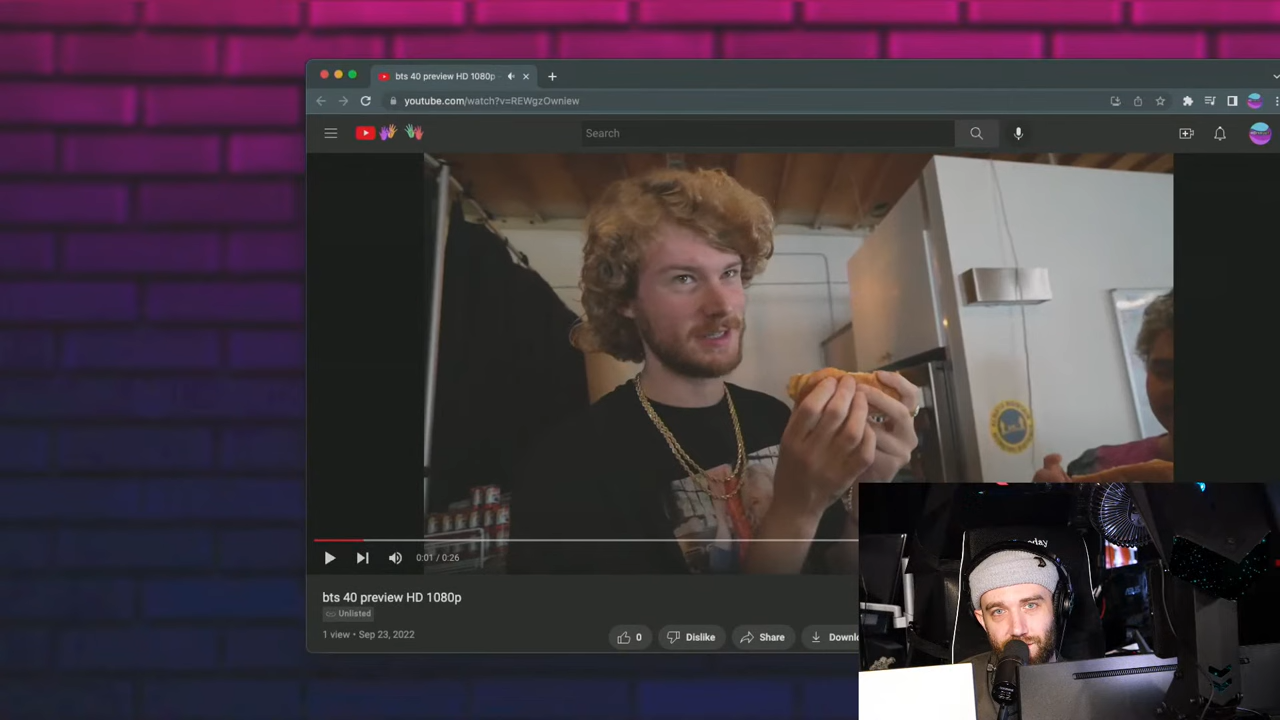 bts 40 preview HD 1080p
youtube.com/watch?v=REWgzOwniew
Search
0:01 / 0:26
bts 40 preview HD 1080p
Unlisted
1 view • Sep 23, 2022
0
Dislike
Share
Downl